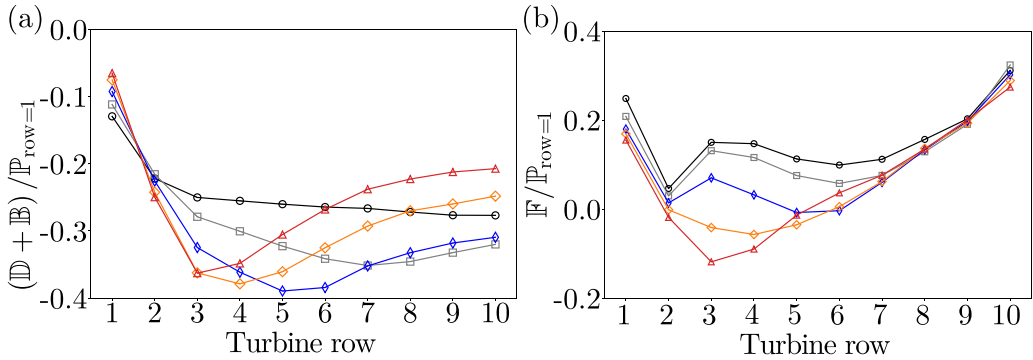 (a)
0.0
-0.1
-0.2
-0.3
-0.4
(𝔻 + 𝔹) /ℙrow=1
1 2 3 4 5 6 7 8 9 10
Turbine row
(b)
0.4
0.2
0.0
-0.2
𝔽/ℙrow=1
1 2 3 4 5 6 7 8 9 10
Turbine row